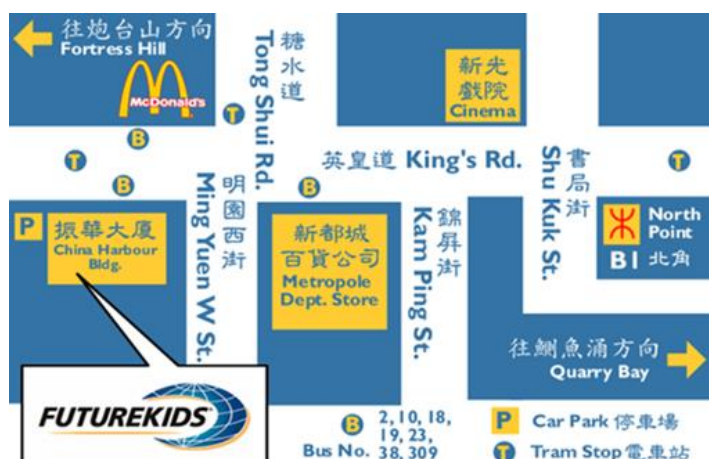 往炮台山方向
Fortress Hill
McDonald's
T
B
T
B
Tong Shui Rd.
糖水道
新光
戲院
Cinema
B
英皇道 King's Rd.
Shu Kuk St.
書局街
T
P
振華大厦
China Harbour
Bldg.
Ming Yuen W St.
明園西街
新都城
百貨公司
Metropole
Dept. Store
Kam Ping St.
錦屏街
North
Point
B1 北角
往鰂魚涌方向
Quarry Bay
FUTUREKIDS
B 2, 10, 18,
19, 23,
Bus No. 38, 309
P Car Park 停車場
T Tram Stop 電車站